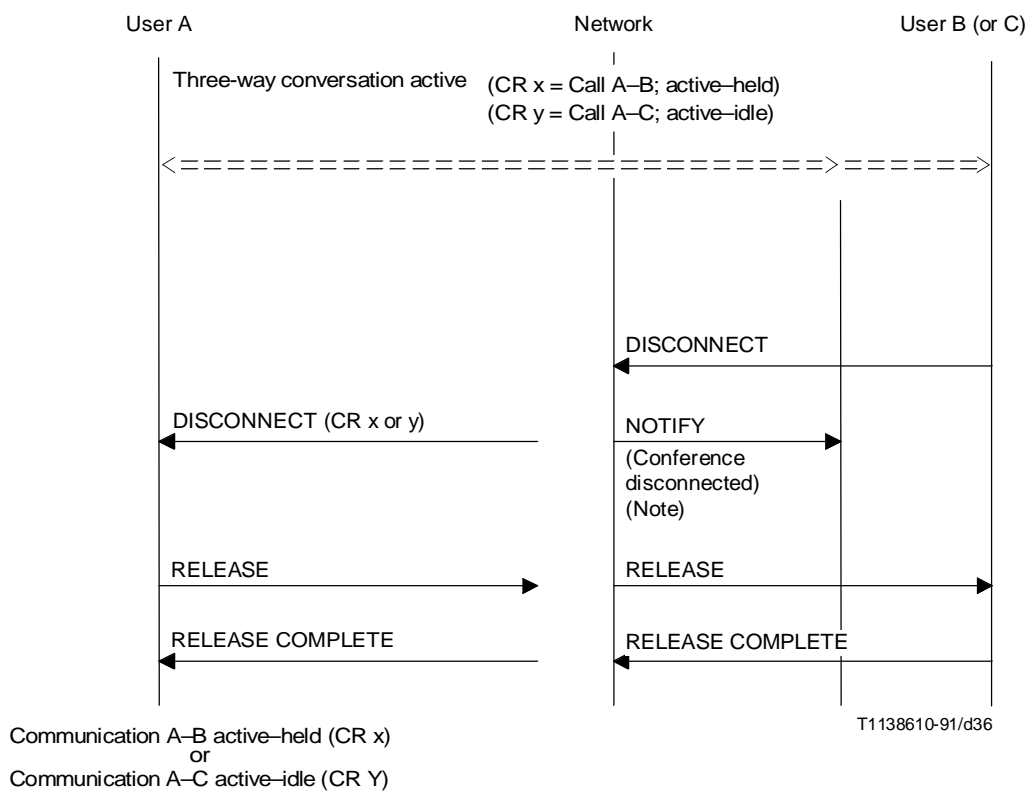 User A
Network
User B (or C)
Three-way conversation active
(CR x = Call A–B; active–held)
(CR y = Call A–C; active–idle)
DISCONNECT
DISCONNECT (CR x or y)
NOTIFY
(Conference
disconnected)
(Note)
RELEASE
RELEASE
RELEASE COMPLETE
RELEASE COMPLETE
T1138610-91/d36
Communication A–B active–held (CR x)
or
Communication A–C active–idle (CR Y)